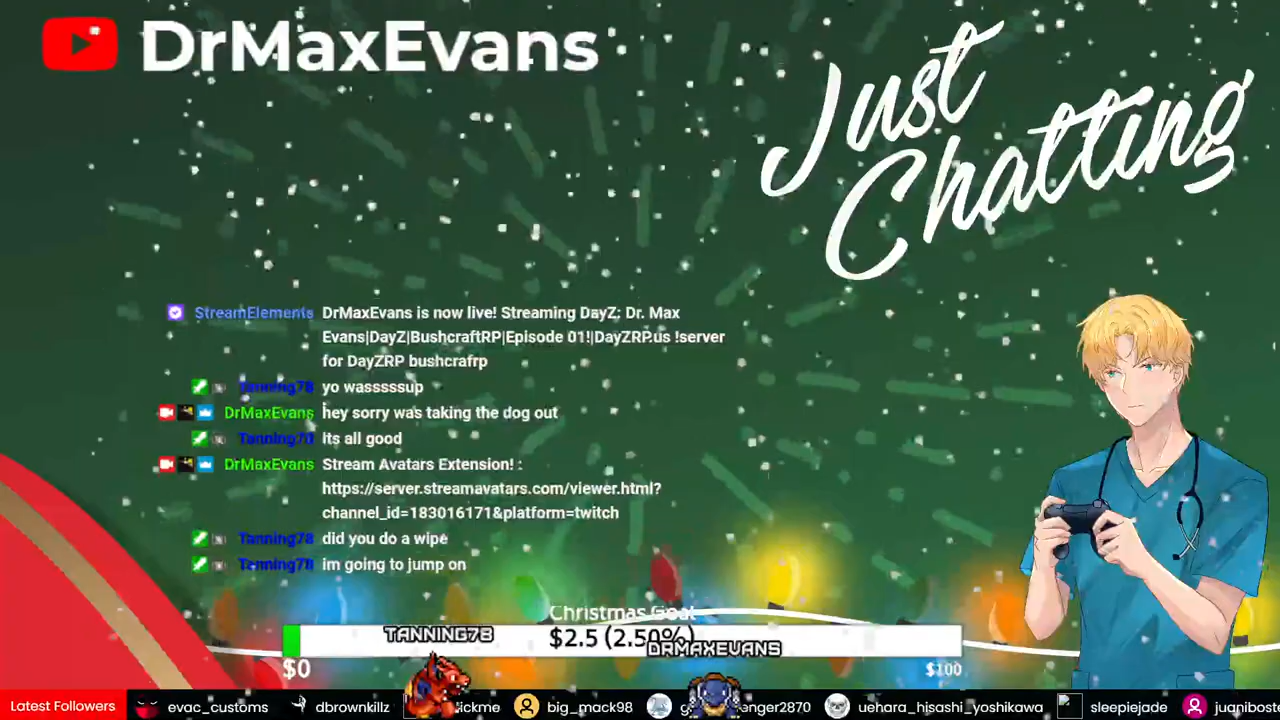 DrMaxEvans
Just
Chatting
StreamElements DrMaxEvans is now live! Streaming DayZ: Dr. Max
Evans|DayZ|BushcraftRP|Episode 01!|DayZRP.us !server
for DayZRP bushcrafrp
Tanning78 yo wasssssup
DrMaxEvans hey sorry was taking the dog out
Tanning78 Its all good
DrMaxEvans Stream Avatars Extension! :
https://server.streamavatars.com/viewer.html?
channel_id=183016171&platform=twitch
Tanning78 did you do a wipe
Tanning78 im going to jump on
Christmas Goal
TANNING78 $2.5 (2.50%)
DRMAXEVANS
$0 $100
Latest Followers evac_customs dbrownkillz big_mack98 uehara_hisashi_yoshikawa sleepiejade